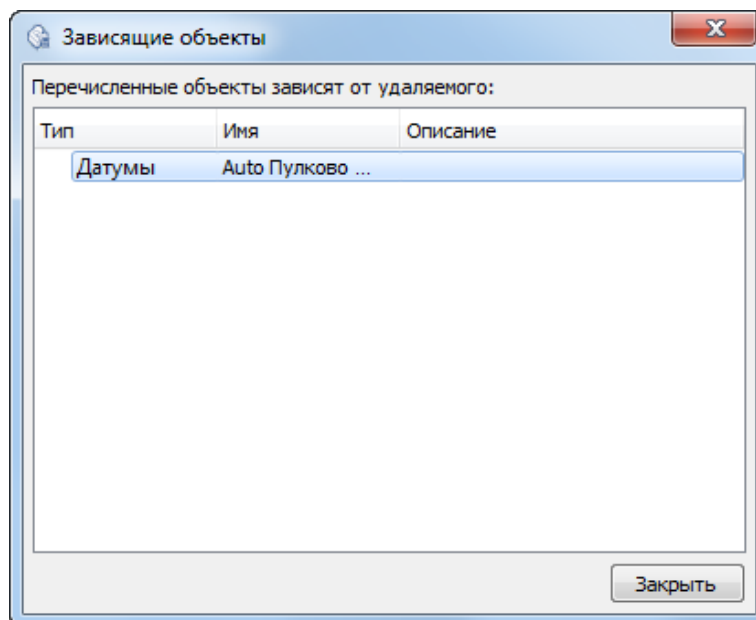 Зависящие объекты
Перечисленные объекты зависят от удаляемого:
Тип Имя Описание
Датумы Auto Пулково ...
Закрыть